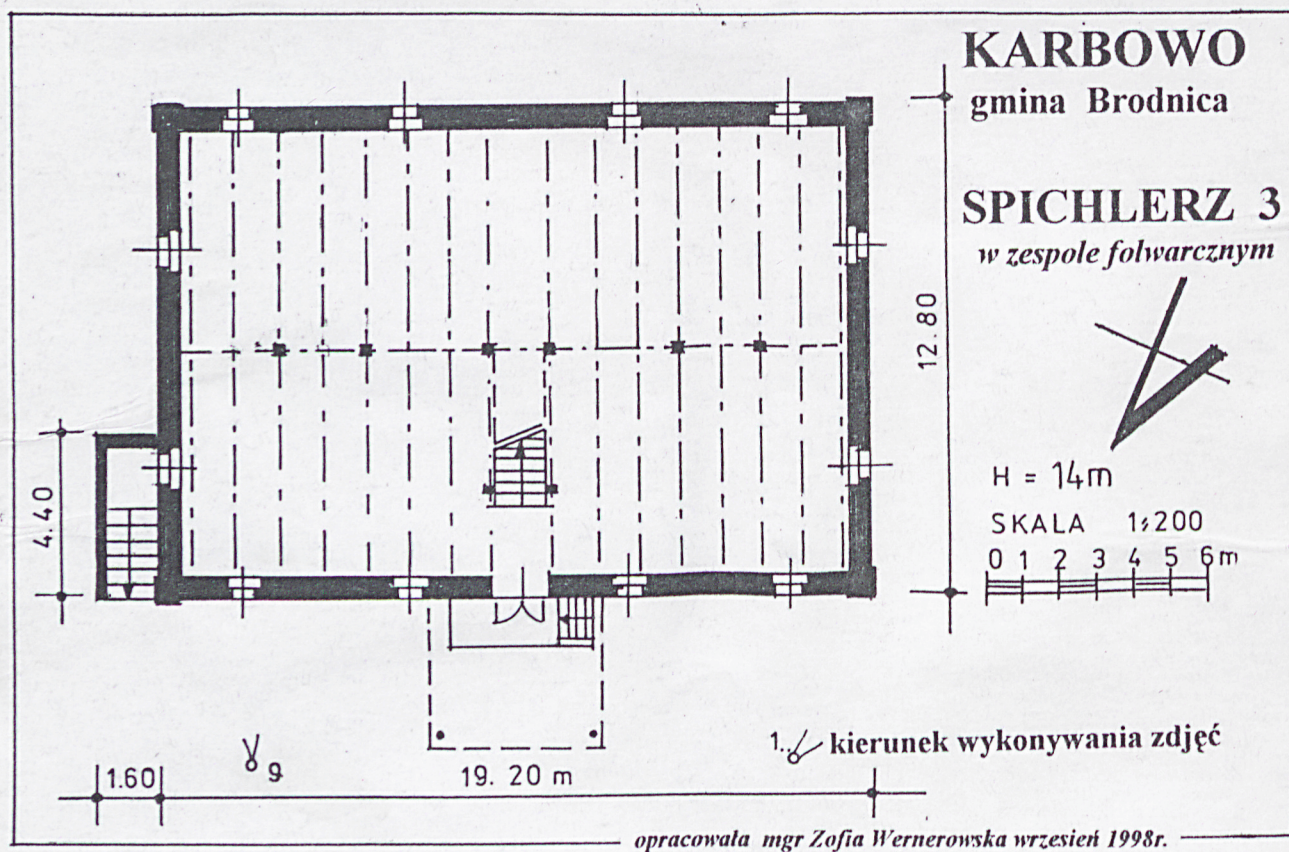 KARBOWO
gmina Brodnica
SPICHLERZ 3
w zespole folwarcznym
12.80
H = 14m
SKALA 1:200
0 1 2 3 4 5 6 m
4.40
1.. kierunek wykonywania zdjęć
9
1.60
19. 20 m
opracowała mgr Zofia Wernerowska wrzesień 1998r.